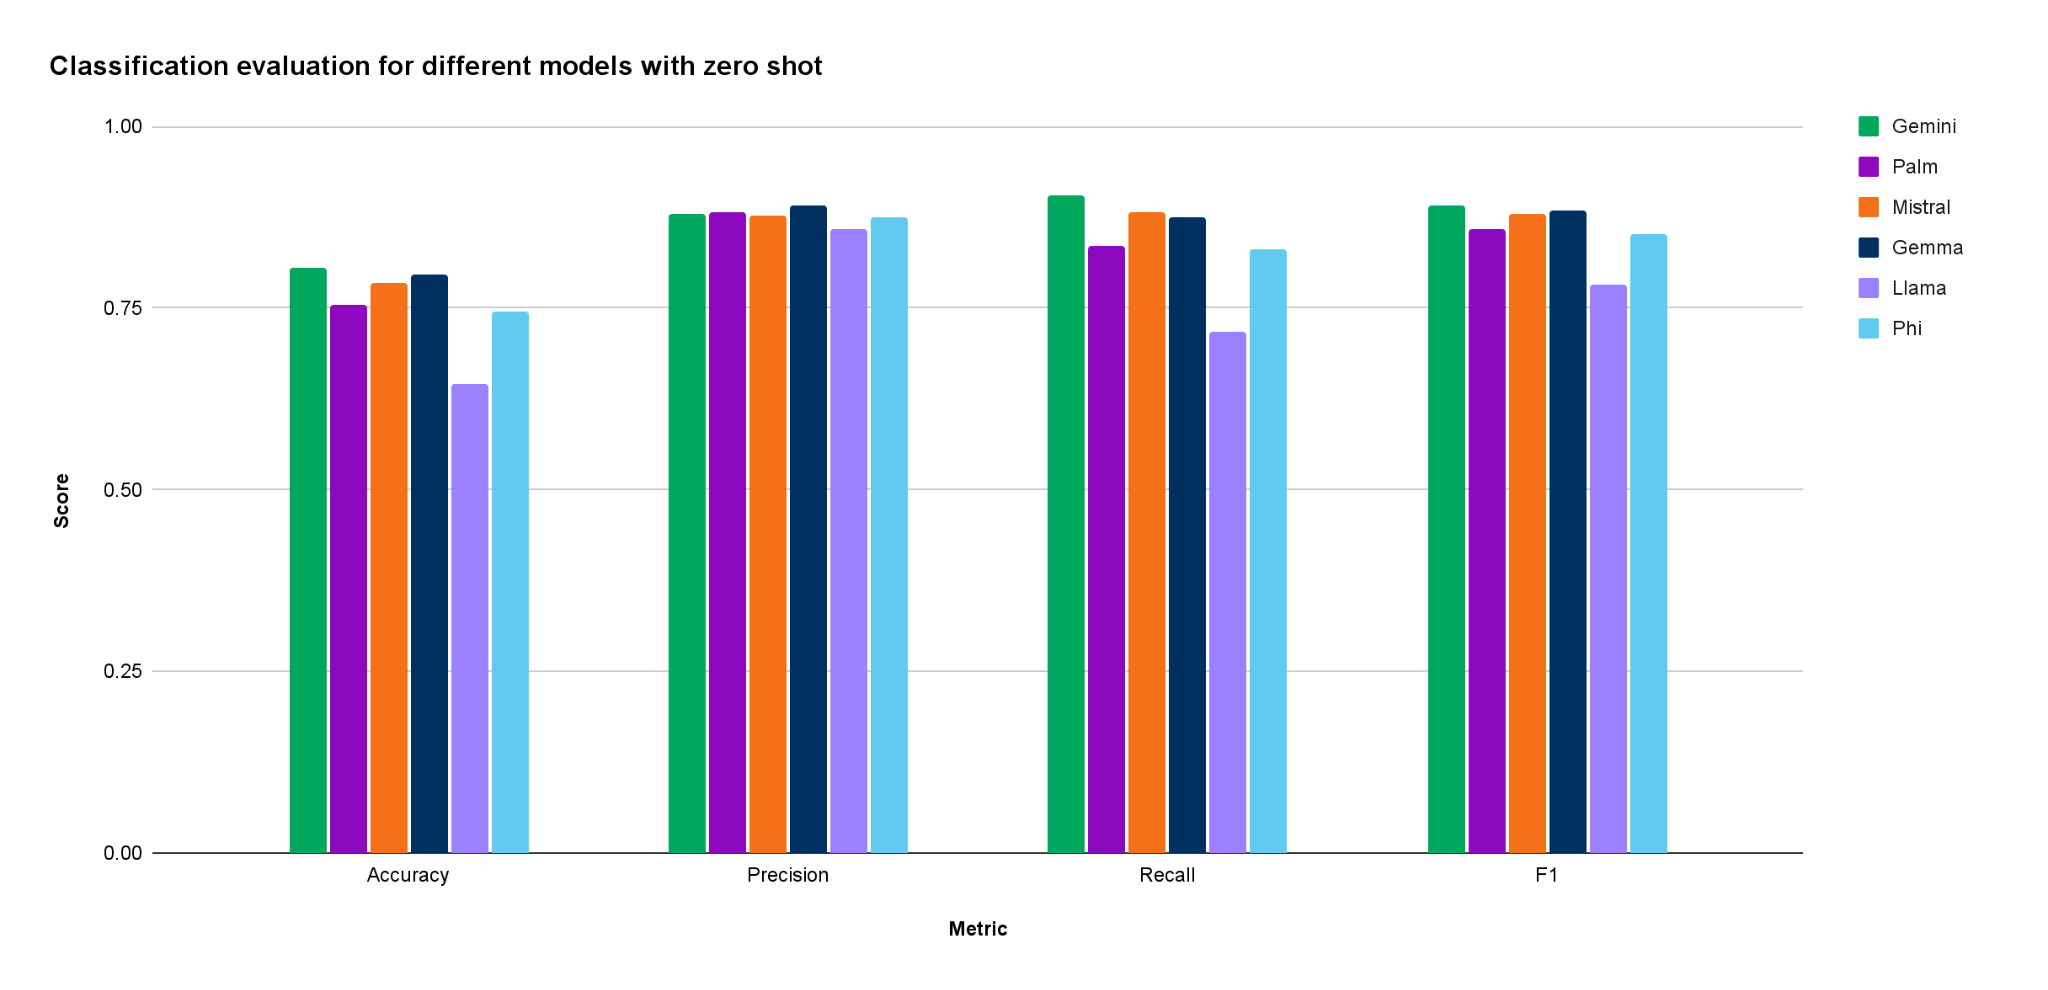 Classification evaluation for different models with zero shot
1.00
0.75
0.50
0.25
0.00
Score
Accuracy
Precision
Recall
F1
Metric
Gemini
Palm
Mistral
Gemma
Llama
Phi